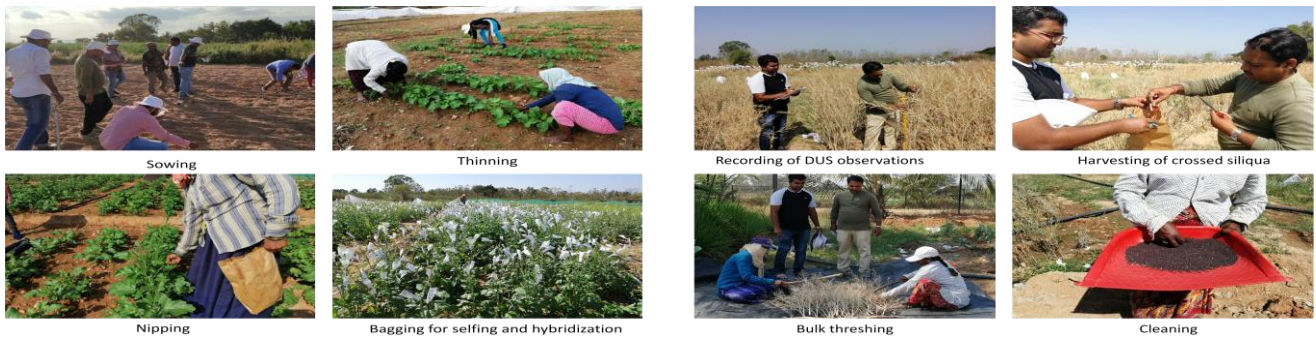 Sowing
Thinning
Recording of DUS observations
Harvesting of crossed siliqua
Nipping
Bagging for selfing and hybridization
Bulk threshing
Cleaning